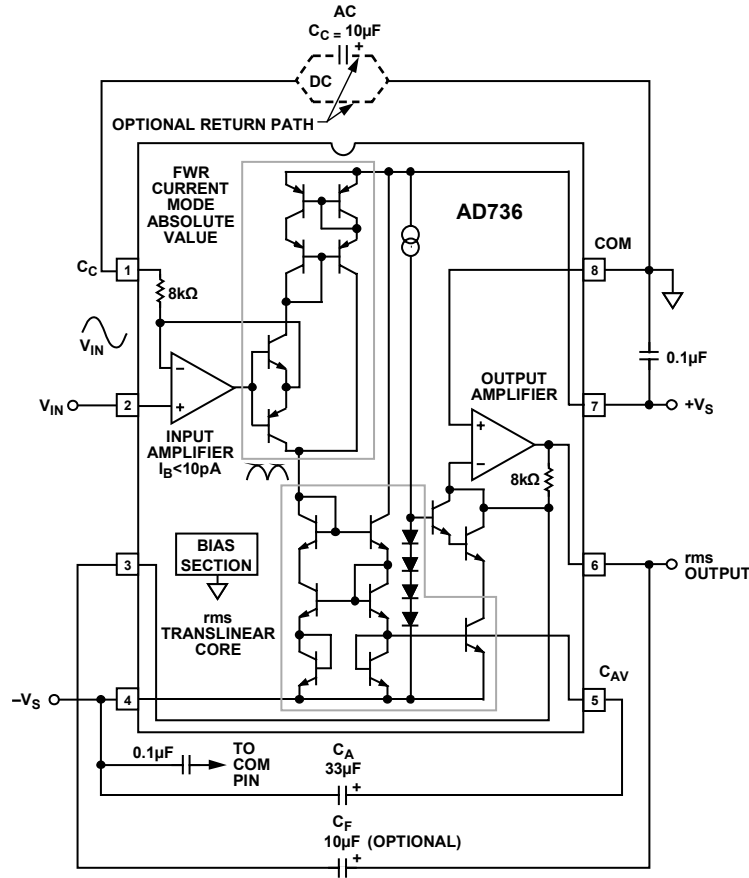 AC
C_C = 10µF
+
DC
OPTIONAL RETURN PATH
FWR
CURRENT
MODE
ABSOLUTE
VALUE
AD736
COM
C_C
1
8
8kΩ
V_IN
0.1µF
−
+
OUTPUT
AMPLIFIER
V_IN
2
7
+V_S
INPUT
AMPLIFIER
I_B<10pA
+
−
8kΩ
BIAS
SECTION
3
6
rms
OUTPUT
rms
TRANSLINEAR
CORE
C_AV
−V_S
4
5
0.1µF
TO
COM
PIN
C_A
33µF
+
C_F
10µF (OPTIONAL)
+